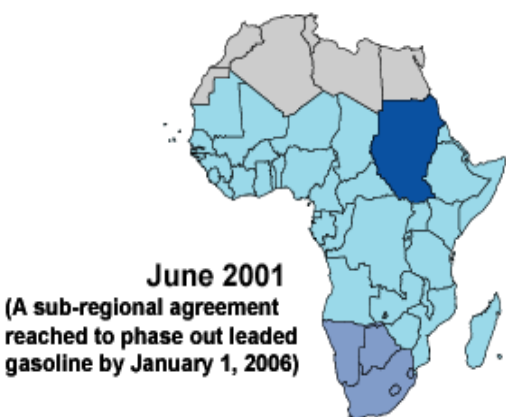 June 2001
(A sub-regional agreement
reached to phase out leaded
gasoline by January 1, 2006)